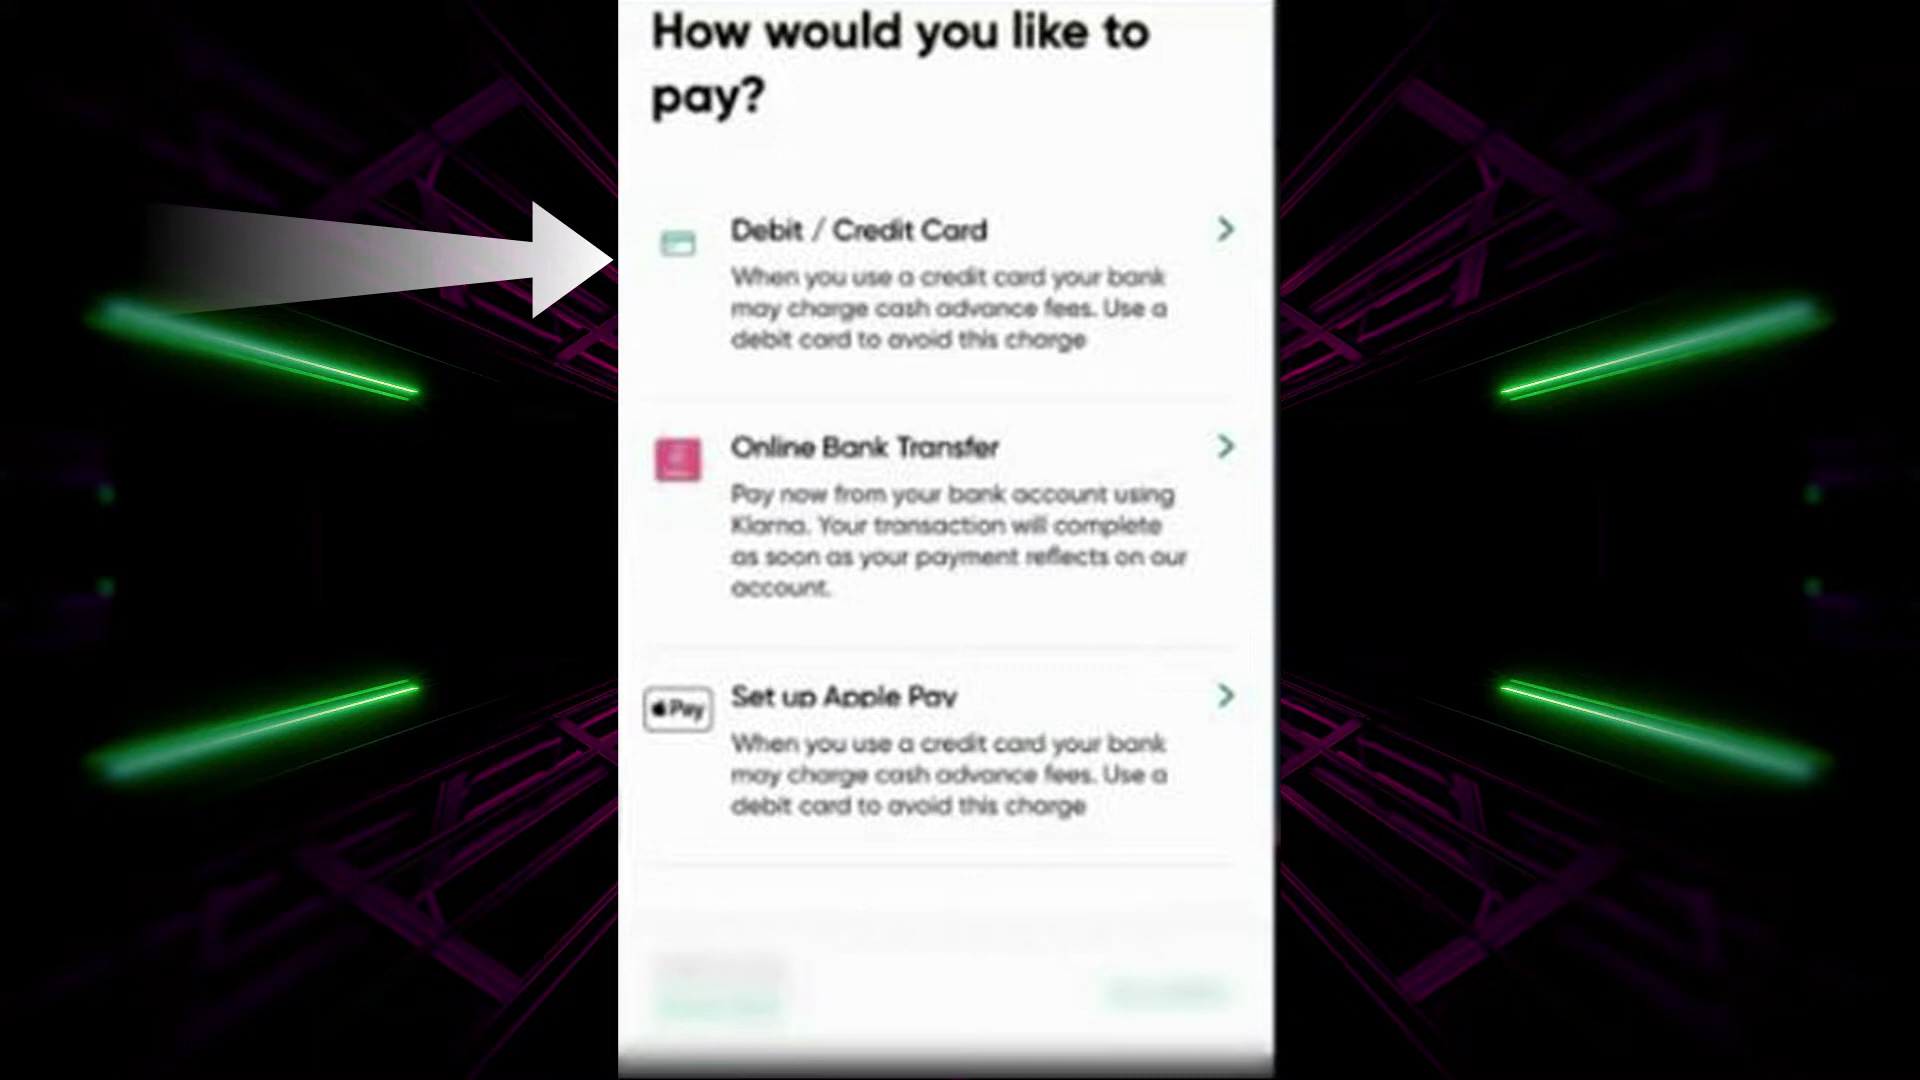 How would you like to
pay?
Debit / Credit Card
When you use a credit card your bank
may charge cash advance fees. Use a
debit card to avoid this charge
Online Bank Transfer
Pay now from your bank account using
Klarna. Your transaction will complete
as soon as your payment reflects on our
account.
Pay
Set up Apple Pay
When you use a credit card your bank
may charge cash advance fees. Use a
debit card to avoid this charge